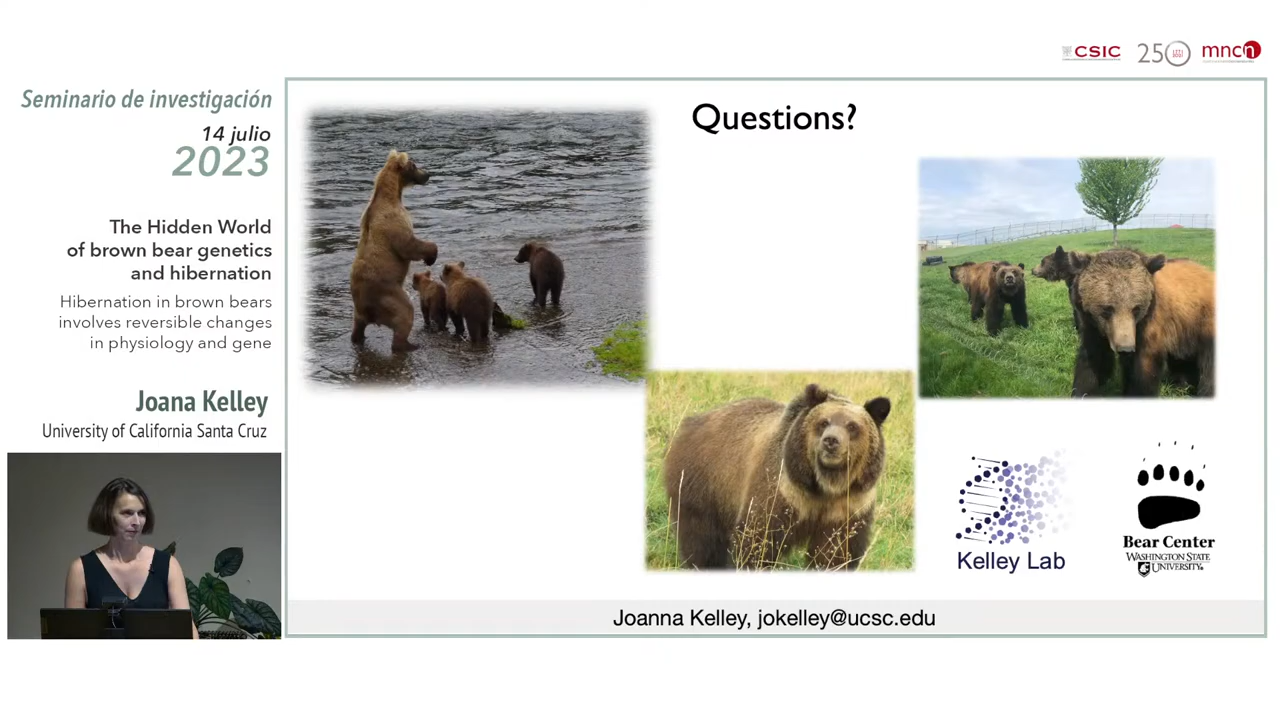 CSIC
250
mncn
Seminario de investigación
14 julio
2023
The Hidden World
of brown bear genetics
and hibernation
Hibernation in brown bears
involves reversible changes
in physiology and gene
Joana Kelley
University of California Santa Cruz
Questions?
Kelley Lab
Bear Center
Washington State
University
Joanna Kelley, jokelley@ucsc.edu